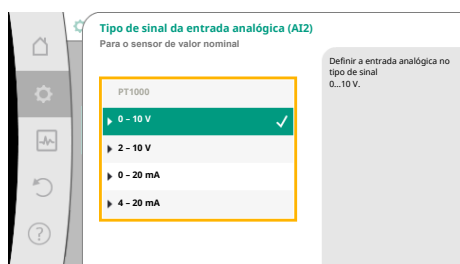 Tipo de sinal da entrada analógica (AI2)
Para o sensor de valor nominal
Definir a entrada analógica no
tipo de sinal
0...10 V.
PT1000
0 – 10 V
2 – 10 V
0 – 20 mA
4 – 20 mA
?